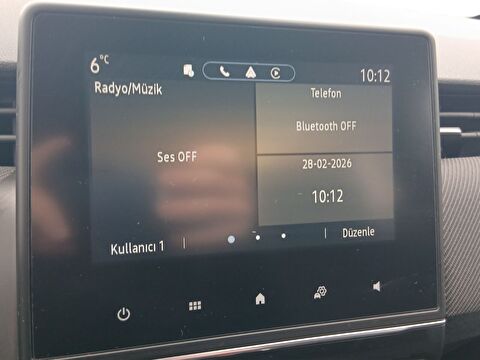 6°C
10:12
Radyo/Müzik
Telefon
Bluetooth OFF
Ses OFF
28-02-2026
10:12
Kullanıcı 1
Düzenle